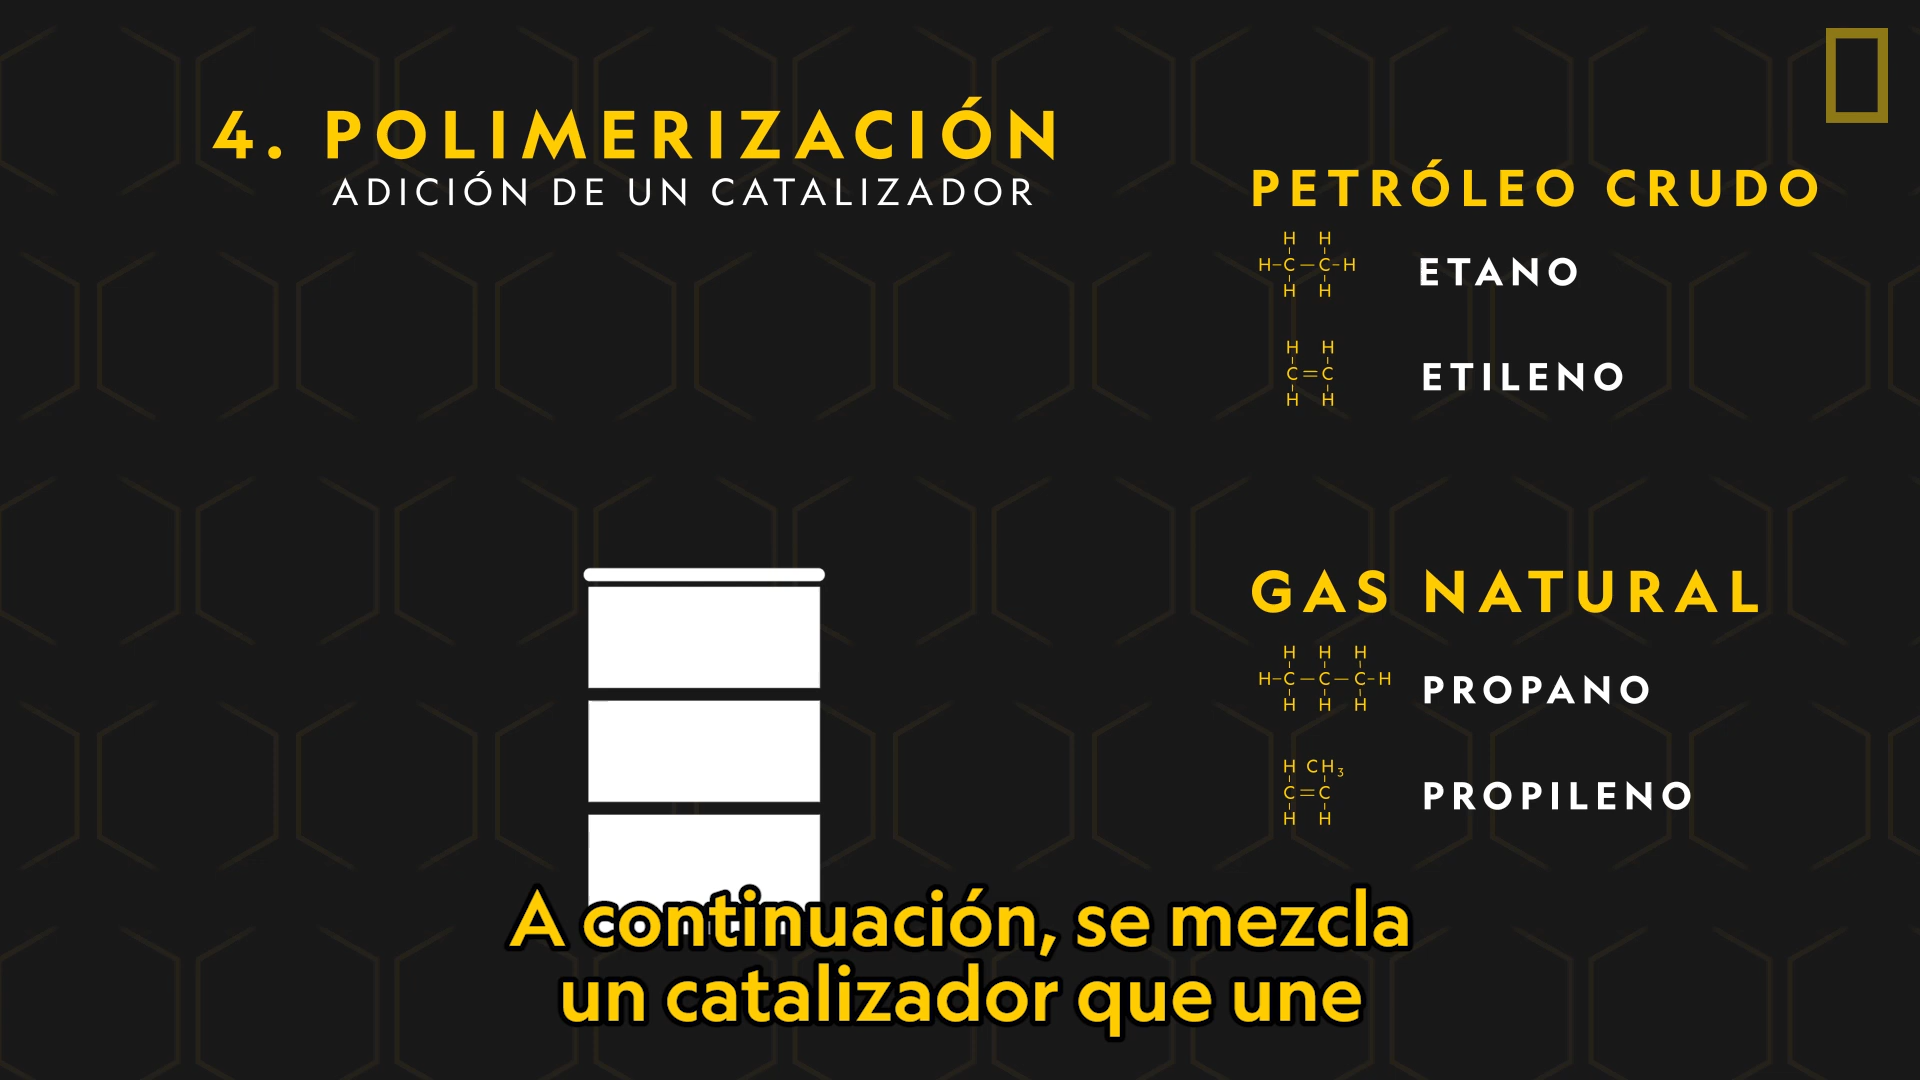 4. POLIMERIZACIÓN
ADICIÓN DE UN CATALIZADOR
PETRÓLEO CRUDO
H H
H-C-C-H
H H
ETANO
H H
C=C
H H
ETILENO
GAS NATURAL
H H H
H-C-C-C-H
H H H
PROPANO
H CH₃
C=C
H H
PROPILENO
A continuación, se mezcla
un catalizador que une